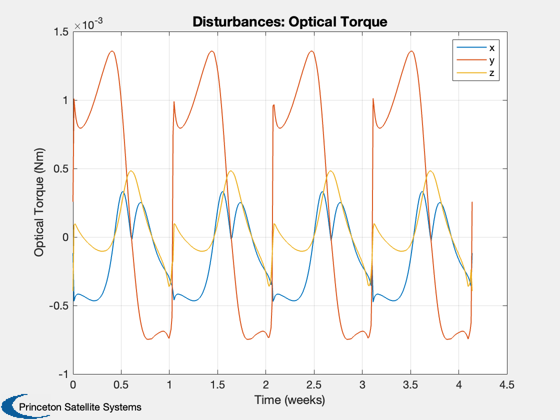 Disturbances: Optical Torque
×10⁻³
1.5
1
0.5
0
-0.5
-1
Optical Torque (Nm)
x
y
z
0 0.5 1 1.5 2 2.5 3 3.5 4 4.5
Time (weeks)
Princeton Satellite Systems